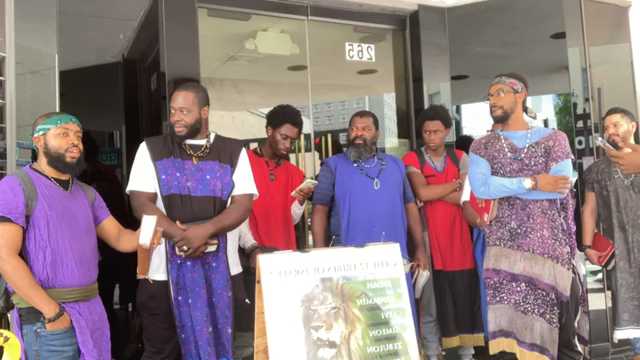 265
THE 12 TRIBES OF ISRAEL
JUDAH
BENJAMIN
LEVI
SIMEON
ZEBULON